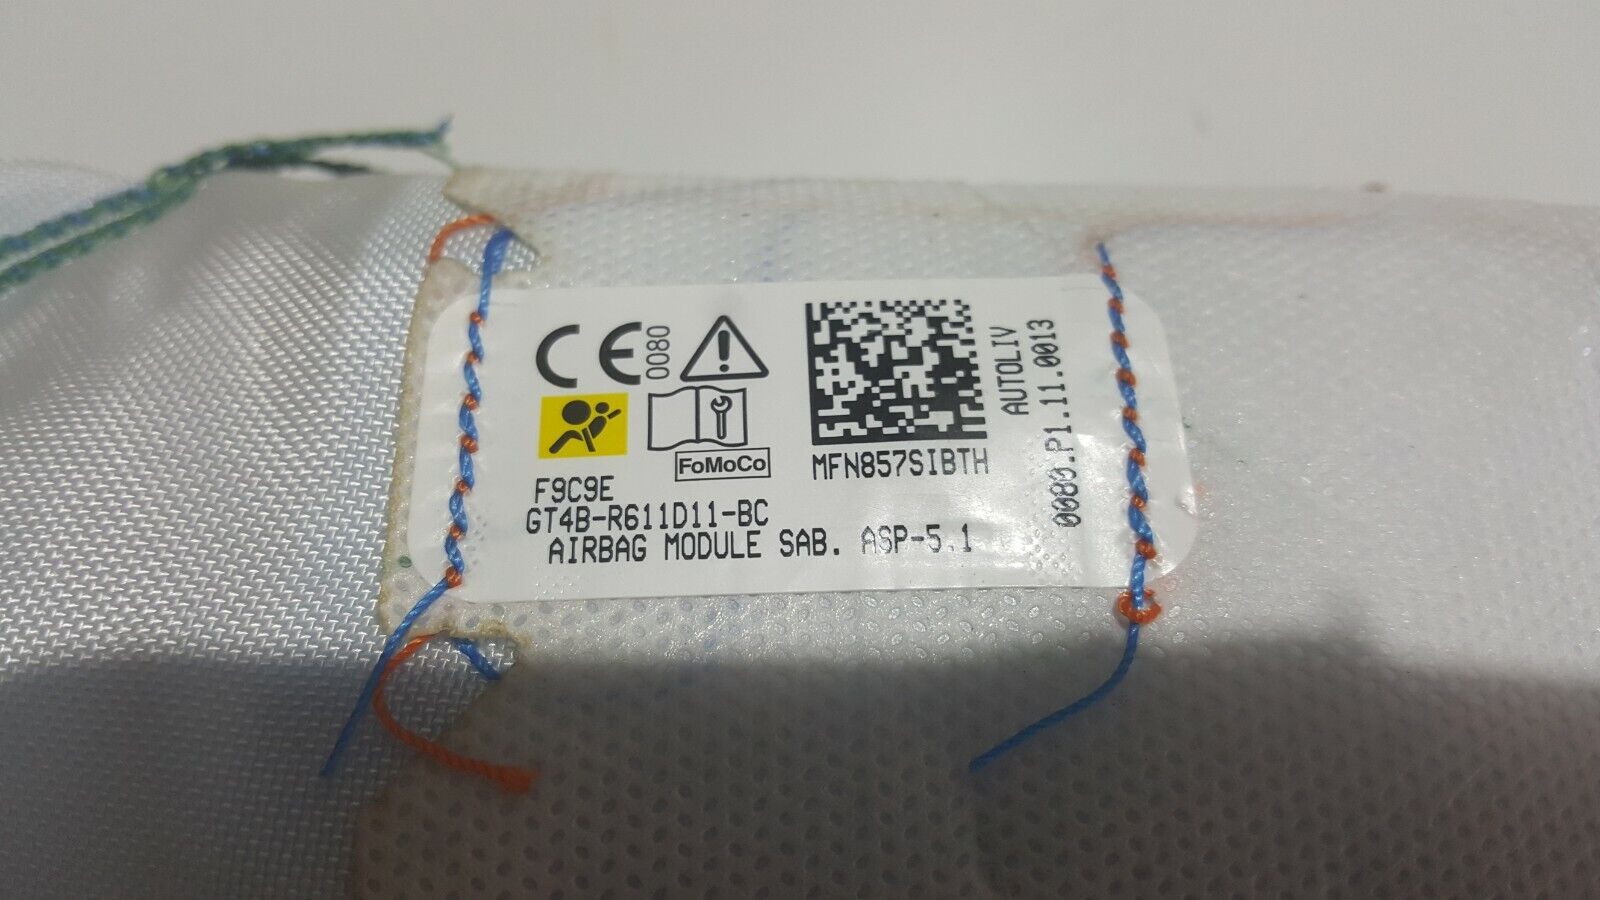 CE 0080
FoMoCo
MFN857SIBTH
AUTOLIV
0080.P1.11.0013
F9C9E
GT4B-R611D11-BC
AIRBAG MODULE SAB. ASP-5.1